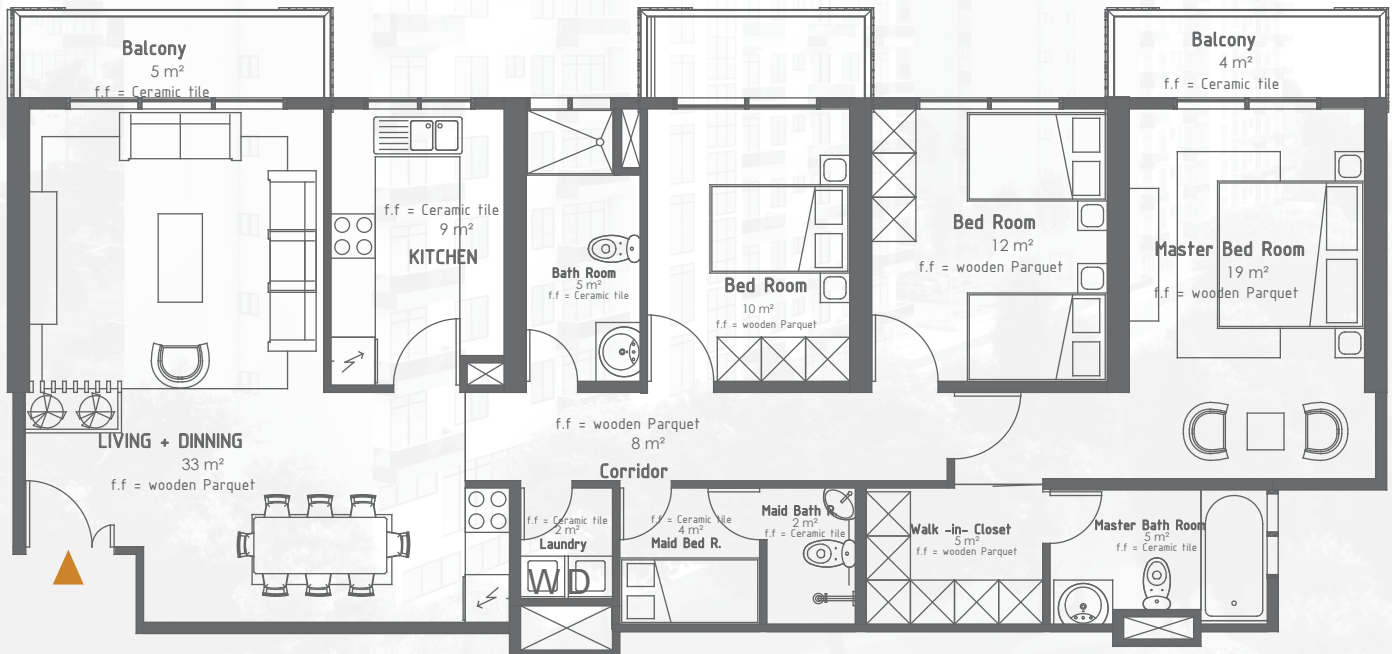 Balcony
5 m²
f.f = Ceramic tile
Balcony
4 m²
f.f = Ceramic tile
f.f = Ceramic tile
9 m²
KITCHEN
Bath Room
5 m²
f.f = Ceramic tile
Bed Room
10 m²
f.f = wooden Parquet
Bed Room
12 m²
f.f = wooden Parquet
Master Bed Room
19 m²
f.f = wooden Parquet
LIVING + DINNING
33 m²
f.f = wooden Parquet
f.f = wooden Parquet
8 m²
Corridor
f.f = Ceramic tile
2 m²
Laundry
W D
f.f = Ceramic tile
4 m²
Maid Bed R.
Maid Bath R.
2 m²
f.f = Ceramic tile
Walk -in- Closet
5 m²
f.f = wooden Parquet
Master Bath Room
5 m²
f.f = Ceramic tile